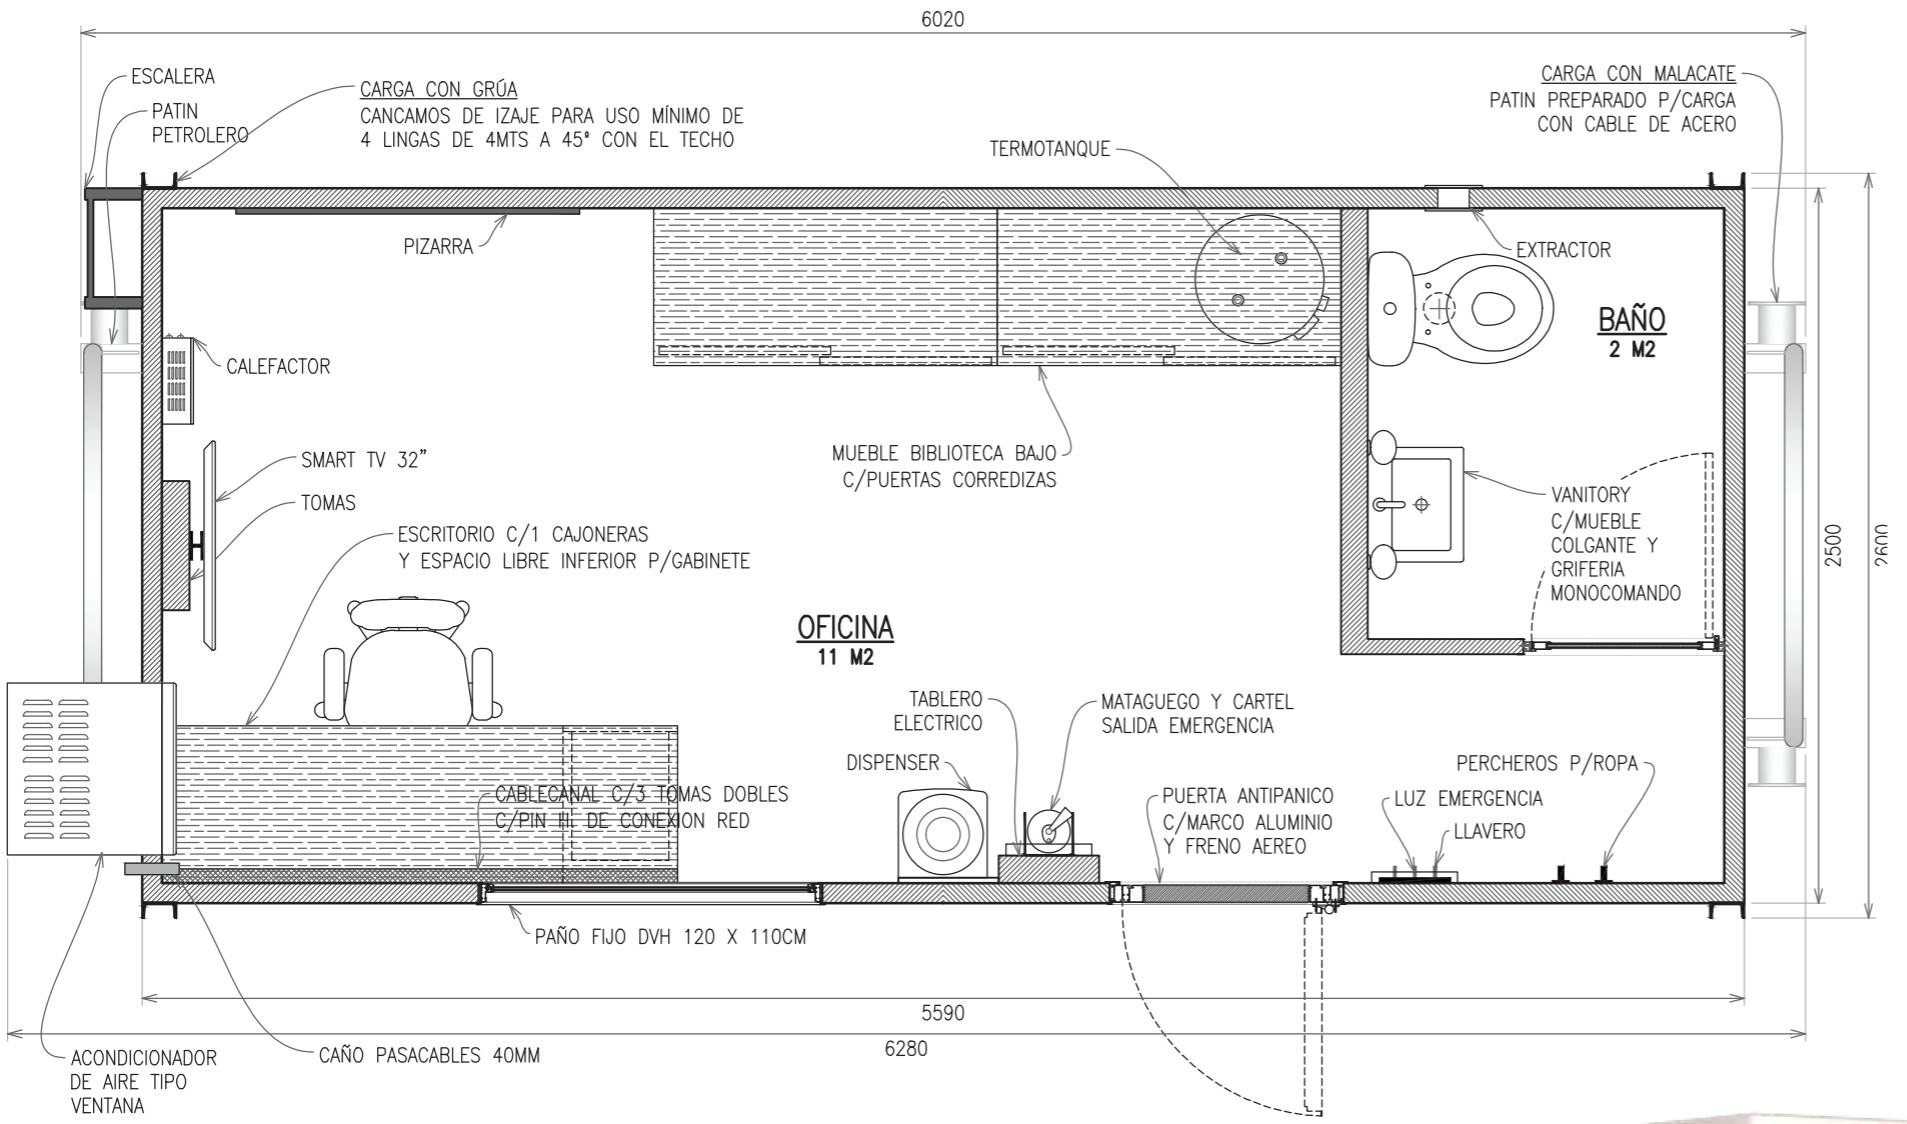 6020
ESCALERA
PATIN
PETROLERO
CARGA CON GRÚA
CANCAMOS DE IZAJE PARA USO MÍNIMO DE
4 LINGAS DE 4MTS A 45° CON EL TECHO
CARGA CON MALACATE
PATIN PREPARADO P/CARGA
CON CABLE DE ACERO
TERMOTANQUE
PIZARRA
EXTRACTOR
BAÑO
2 M2
CALEFACTOR
SMART TV 32”
TOMAS
MUEBLE BIBLIOTECA BAJO
C/PUERTAS CORREDIZAS
VANITORY
C/MUEBLE
COLGANTE Y
GRIFERIA
MONOCOMANDO
ESCRITORIO C/1 CAJONERAS
Y ESPACIO LIBRE INFERIOR P/GABINETE
2500
2600
OFICINA
11 M2
TABLERO
ELECTRICO
MATAGUEGO Y CARTEL
SALIDA EMERGENCIA
DISPENSER
PERCHEROS P/ROPA
CABLECANAL C/3 TOMAS DOBLES
C/PIN H. DE CONEXION RED
PUERTA ANTIPANICO
C/MARCO ALUMINIO
Y FRENO AEREO
LUZ EMERGENCIA
LLAVERO
PAÑO FIJO DVH 120 X 110CM
5590
6280
ACONDICIONADOR
DE AIRE TIPO
VENTANA
CAÑO PASACABLES 40MM